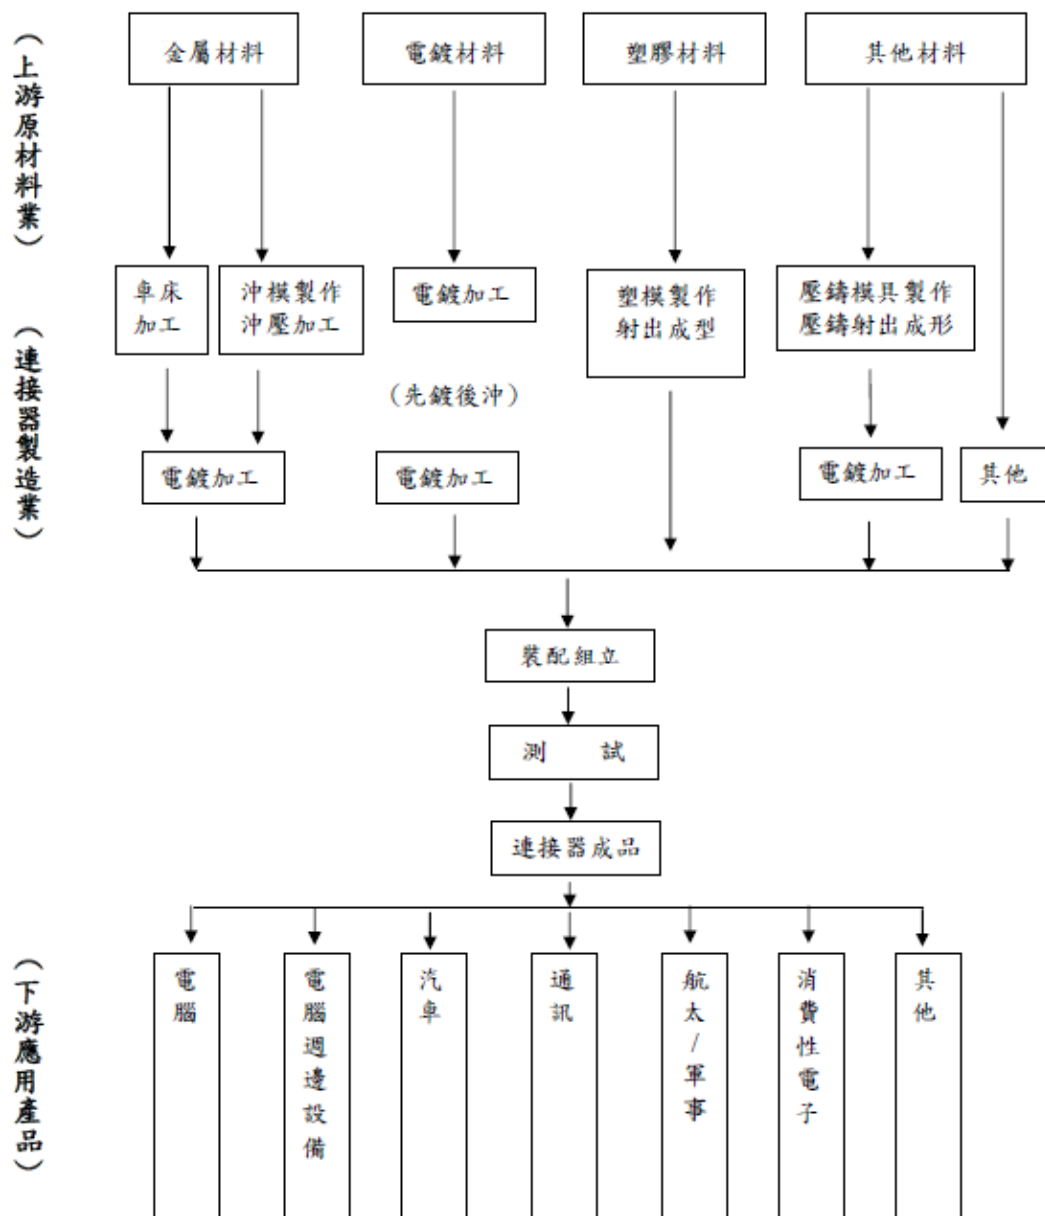 （上游原材料業）
金屬材料
電鍍材料
塑膠材料
其他材料
（連接器製造業）
車床
加工
沖模製作
沖壓加工
電鍍加工
塑模製作
射出成型
壓鑄模具製作
壓鑄射出成形
（先鍍後沖）
電鍍加工
電鍍加工
電鍍加工
其他
裝配組立
測 試
連接器成品
（下游應用產品）
電腦
電腦週邊設備
汽車
通訊
航太/軍事
消費性電子
其他